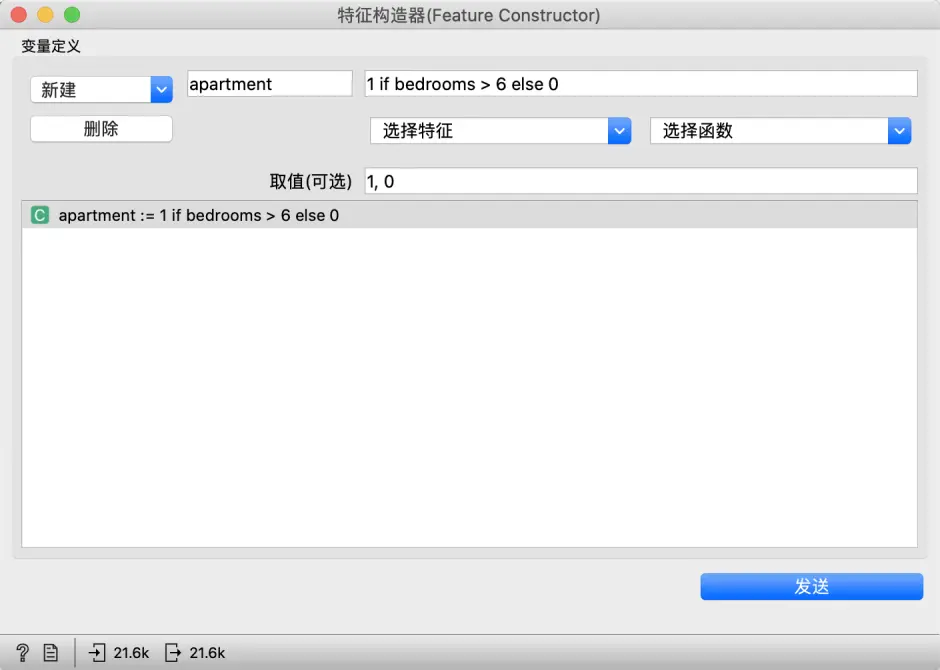 特征构造器(Feature Constructor)
变量定义
新建
apartment
1 if bedrooms > 6 else 0
删除
选择特征
选择函数
取值(可选)
1, 0
C apartment := 1 if bedrooms > 6 else 0
发送
? 21.6k 21.6k